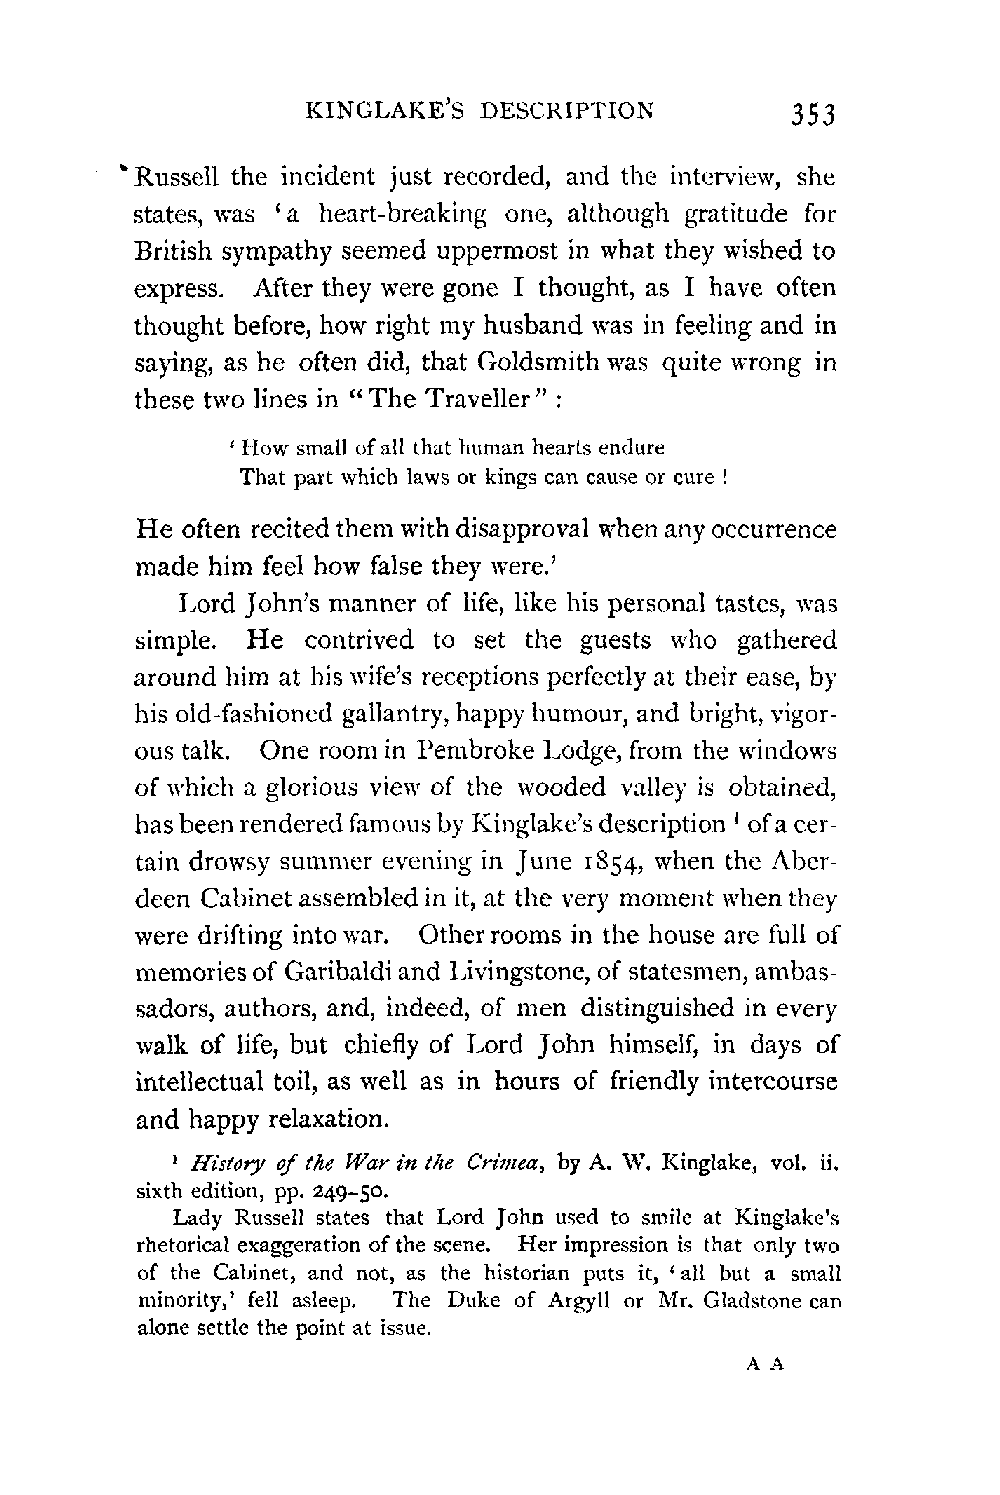 KINGLAKE'S DESCRIPTION 353
Russell the incident just recorded, and the interview, she
states, was ‘a heart-breaking one, although gratitude for
British sympathy seemed uppermost in what they wished to
express. After they were gone I thought, as I have often
thought before, how right my husband was in feeling and in
saying, as he often did, that Goldsmith was quite wrong in
these two lines in “The Traveller” :
‘How small of all that human hearts endure
That part which laws or kings can cause or cure !
He often recited them with disapproval when any occurrence
made him feel how false they were.’
Lord John's manner of life, like his personal tastes, was
simple. He contrived to set the guests who gathered
around him at his wife's receptions perfectly at their ease, by
his old-fashioned gallantry, happy humour, and bright, vigor-
ous talk. One room in Pembroke Lodge, from the windows
of which a glorious view of the wooded valley is obtained,
has been rendered famous by Kinglake's description ¹ of a cer-
tain drowsy summer evening in June 1854, when the Aber-
deen Cabinet assembled in it, at the very moment when they
were drifting into war. Other rooms in the house are full of
memories of Garibaldi and Livingstone, of statesmen, ambas-
sadors, authors, and, indeed, of men distinguished in every
walk of life, but chiefly of Lord John himself, in days of
intellectual toil, as well as in hours of friendly intercourse
and happy relaxation.
¹ History of the War in the Crimea, by A. W. Kinglake, vol. ii.
sixth edition, pp. 249–50.
Lady Russell states that Lord John used to smile at Kinglake's
rhetorical exaggeration of the scene. Her impression is that only two
of the Cabinet, and not, as the historian puts it, ‘all but a small
minority,’ fell asleep. The Duke of Argyll or Mr. Gladstone can
alone settle the point at issue.
A A